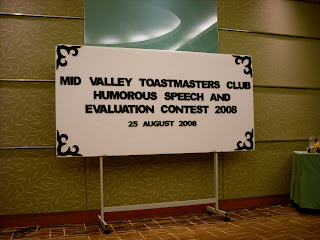 MID VALLEY TOASTMASTERS CLUB
HUMOROUS SPEECH AND
EVALUATION CONTEST 2008
25 AUGUST 2008